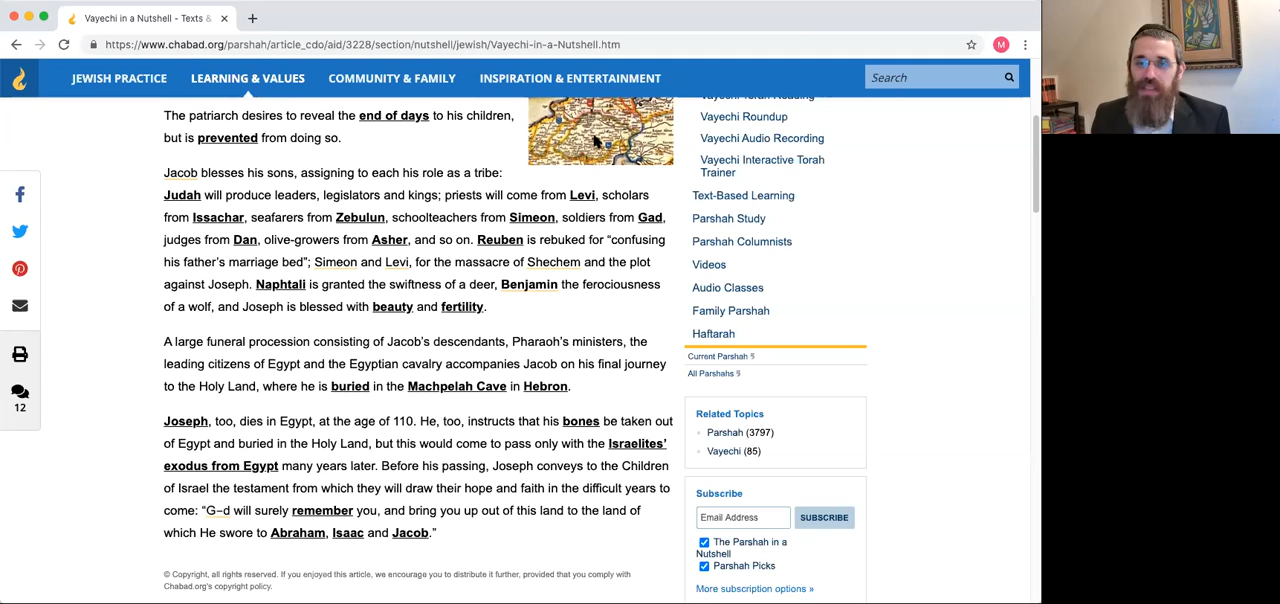 Vayechi in a Nutshell - Texts &
https://www.chabad.org/parshah/article_cdo/aid/3228/section/nutshell/jewish/Vayechi-in-a-Nutshell.htm
M
JEWISH PRACTICE LEARNING & VALUES COMMUNITY & FAMILY INSPIRATION & ENTERTAINMENT Search
The patriarch desires to reveal the end of days to his children,
but is prevented from doing so.
Jacob blesses his sons, assigning to each his role as a tribe:
Judah will produce leaders, legislators and kings; priests will come from Levi, scholars
from Issachar, seafarers from Zebulun, schoolteachers from Simeon, soldiers from Gad,
judges from Dan, olive-growers from Asher, and so on. Reuben is rebuked for “confusing
his father’s marriage bed”; Simeon and Levi, for the massacre of Shechem and the plot
against Joseph. Naphtali is granted the swiftness of a deer, Benjamin the ferociousness
of a wolf, and Joseph is blessed with beauty and fertility.
A large funeral procession consisting of Jacob’s descendants, Pharaoh’s ministers, the
leading citizens of Egypt and the Egyptian cavalry accompanies Jacob on his final journey
to the Holy Land, where he is buried in the Machpelah Cave in Hebron.
Joseph, too, dies in Egypt, at the age of 110. He, too, instructs that his bones be taken out
of Egypt and buried in the Holy Land, but this would come to pass only with the Israelites’
exodus from Egypt many years later. Before his passing, Joseph conveys to the Children
of Israel the testament from which they will draw their hope and faith in the difficult years to
come: “G–d will surely remember you, and bring you up out of this land to the land of
which He swore to Abraham, Isaac and Jacob.”
© Copyright, all rights reserved. If you enjoyed this article, we encourage you to distribute it further, provided that you comply with
Chabad.org's copyright policy.
12
Vayechi Torah Reading
Vayechi Roundup
Vayechi Audio Recording
Vayechi Interactive Torah
Trainer
Text-Based Learning
Parshah Study
Parshah Columnists
Videos
Audio Classes
Family Parshah
Haftarah
Current Parshah
All Parshahs
Related Topics
Parshah (3797)
Vayechi (85)
Subscribe
Email Address SUBSCRIBE
The Parshah in a
Nutshell
Parshah Picks
More subscription options »